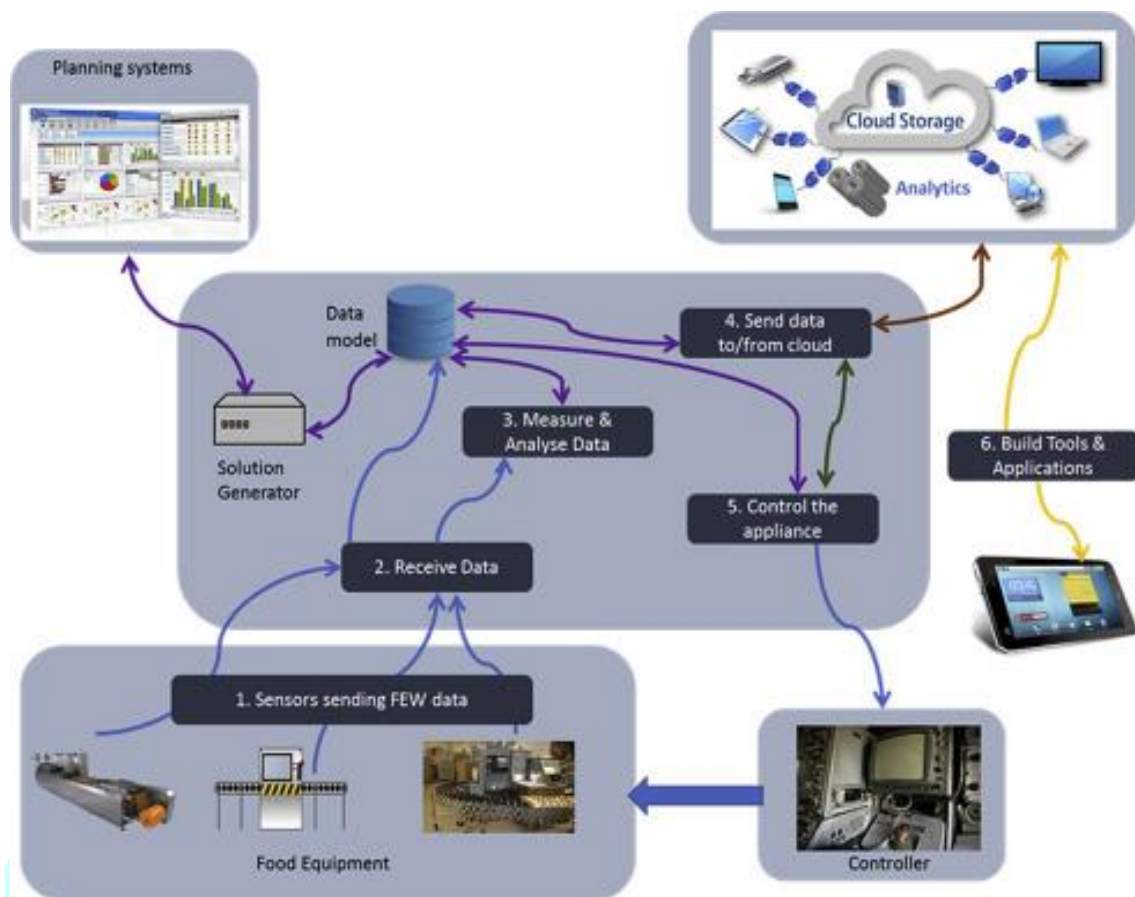 Planning systems
Cloud Storage
Analytics
Data
model
4. Send data
to/from cloud
3. Measure &
Analyse Data
6. Build Tools &
Applications
Solution
Generator
5. Control the
appliance
2. Receive Data
1. Sensors sending FEW data
Food Equipment
Controller